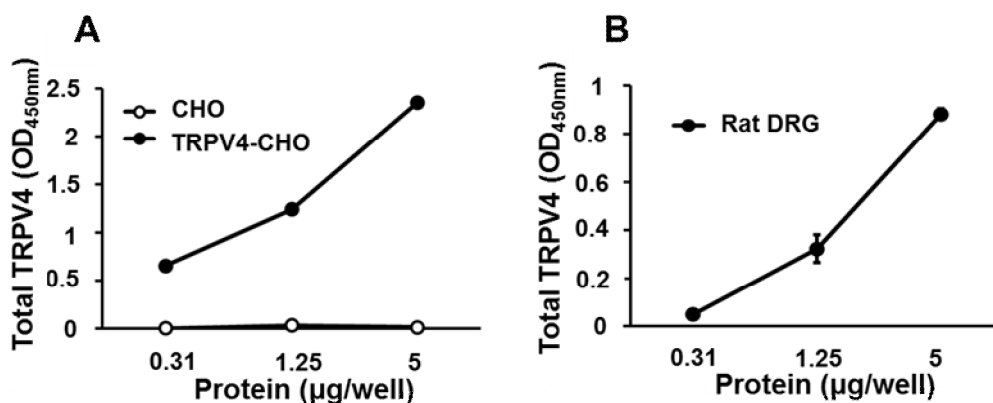 A
Total TRPV4 (OD450nm)
2.5
2
1.5
1
0.5
0
CHO
TRPV4-CHO
0.31 1.25 5
Protein (µg/well)
B
Total TRPV4 (OD450nm)
1
0.8
0.6
0.4
0.2
0
Rat DRG
0.31 1.25 5
Protein (µg/well)